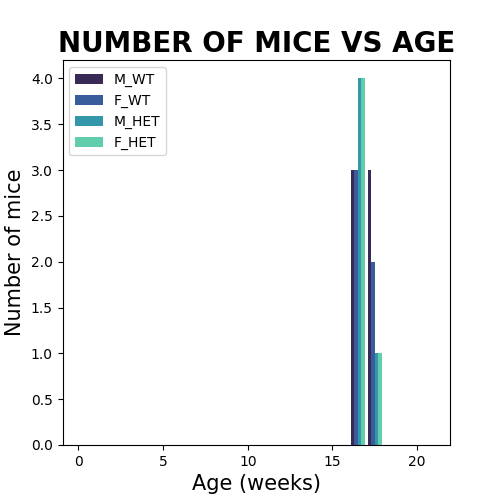 NUMBER OF MICE VS AGE
M_WT
F_WT
M_HET
F_HET
Number of mice
4.0
3.5
3.0
2.5
2.0
1.5
1.0
0.5
0.0
0 5 10 15 20
Age (weeks)